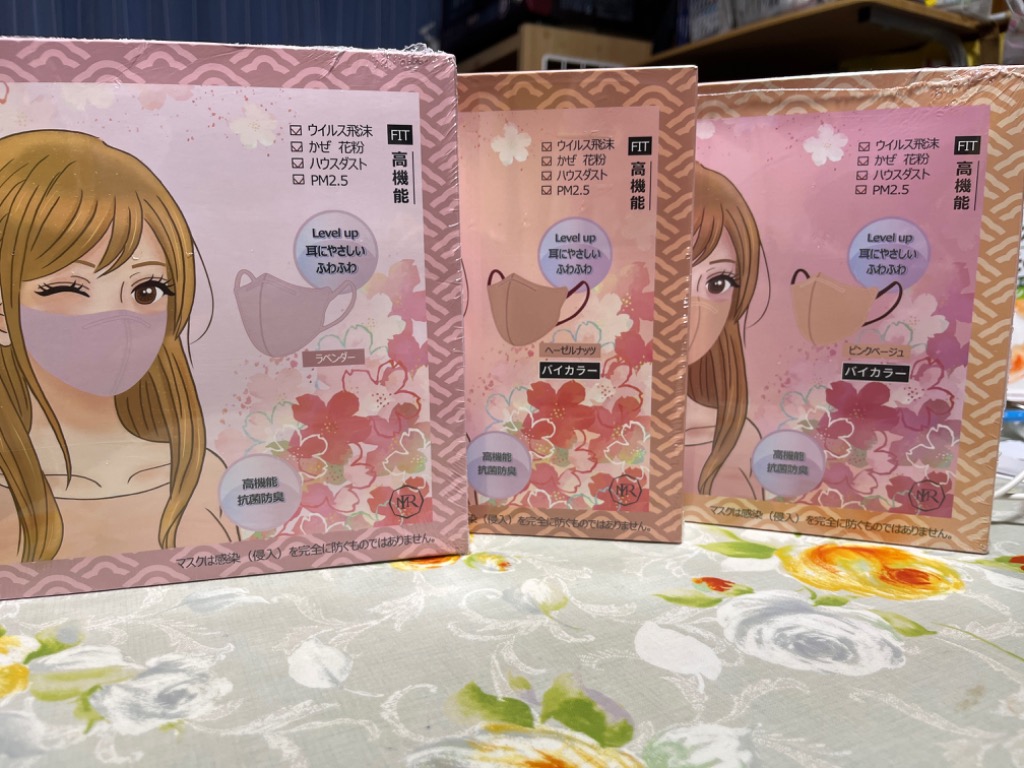 ウイルス飛沫
かぜ 花粉
ハウスダスト
PM2.5
FIT
高機能
Level up
耳にやさしい
ふわふわ
ラベンダー
高機能
抗菌防臭
マスクは感染（侵入）を完全に防ぐものではありません。
ウイルス飛沫
かぜ 花粉
ハウスダスト
PM2.5
FIT
高機能
Level up
耳にやさしい
ふわふわ
ヘーゼルナッツ
バイカラー
高機能
抗菌防臭
染（侵入）を完全に防ぐものではありません。
ウイルス飛沫
かぜ 花粉
ハウスダスト
PM2.5
FIT
高機能
Level up
耳にやさしい
ふわふわ
ピンクベージュ
バイカラー
高機能
抗菌防臭
マスクは感染（侵入）を完全に防ぐものではありません。